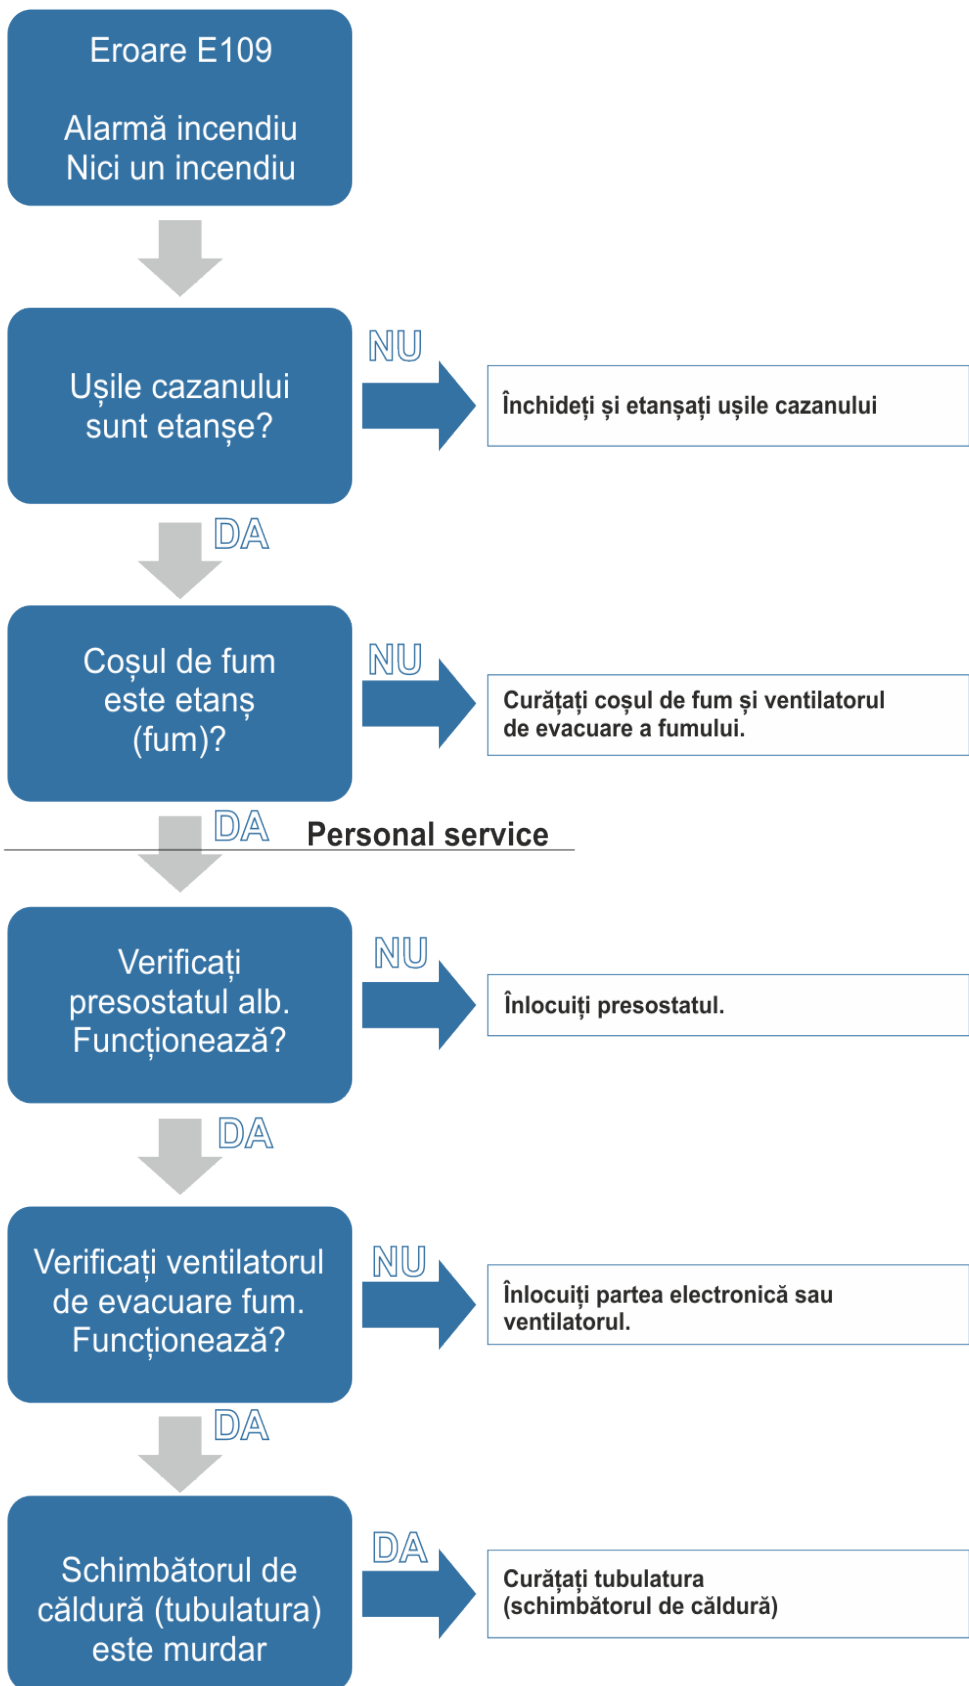 Eroare E109
Alarmă incendiu
Nici un incendiu
Ușile cazanului
sunt etanșe?
NU
Închideți și etanșați ușile cazanului
DA
Coșul de fum
este etanș
(fum)?
NU
Curățați coșul de fum și ventilatorul
de evacuare a fumului.
DA
Personal service
Verificați
presostatul alb.
Funcționează?
NU
Înlocuiți presostatul.
DA
Verificați ventilatorul
de evacuare fum.
Funcționează?
NU
Înlocuiți partea electronică sau
ventilatorul.
DA
Schimbătorul de
căldură (tubulatura)
este murdar
DA
Curățați tubulatura
(schimbătorul de căldură)